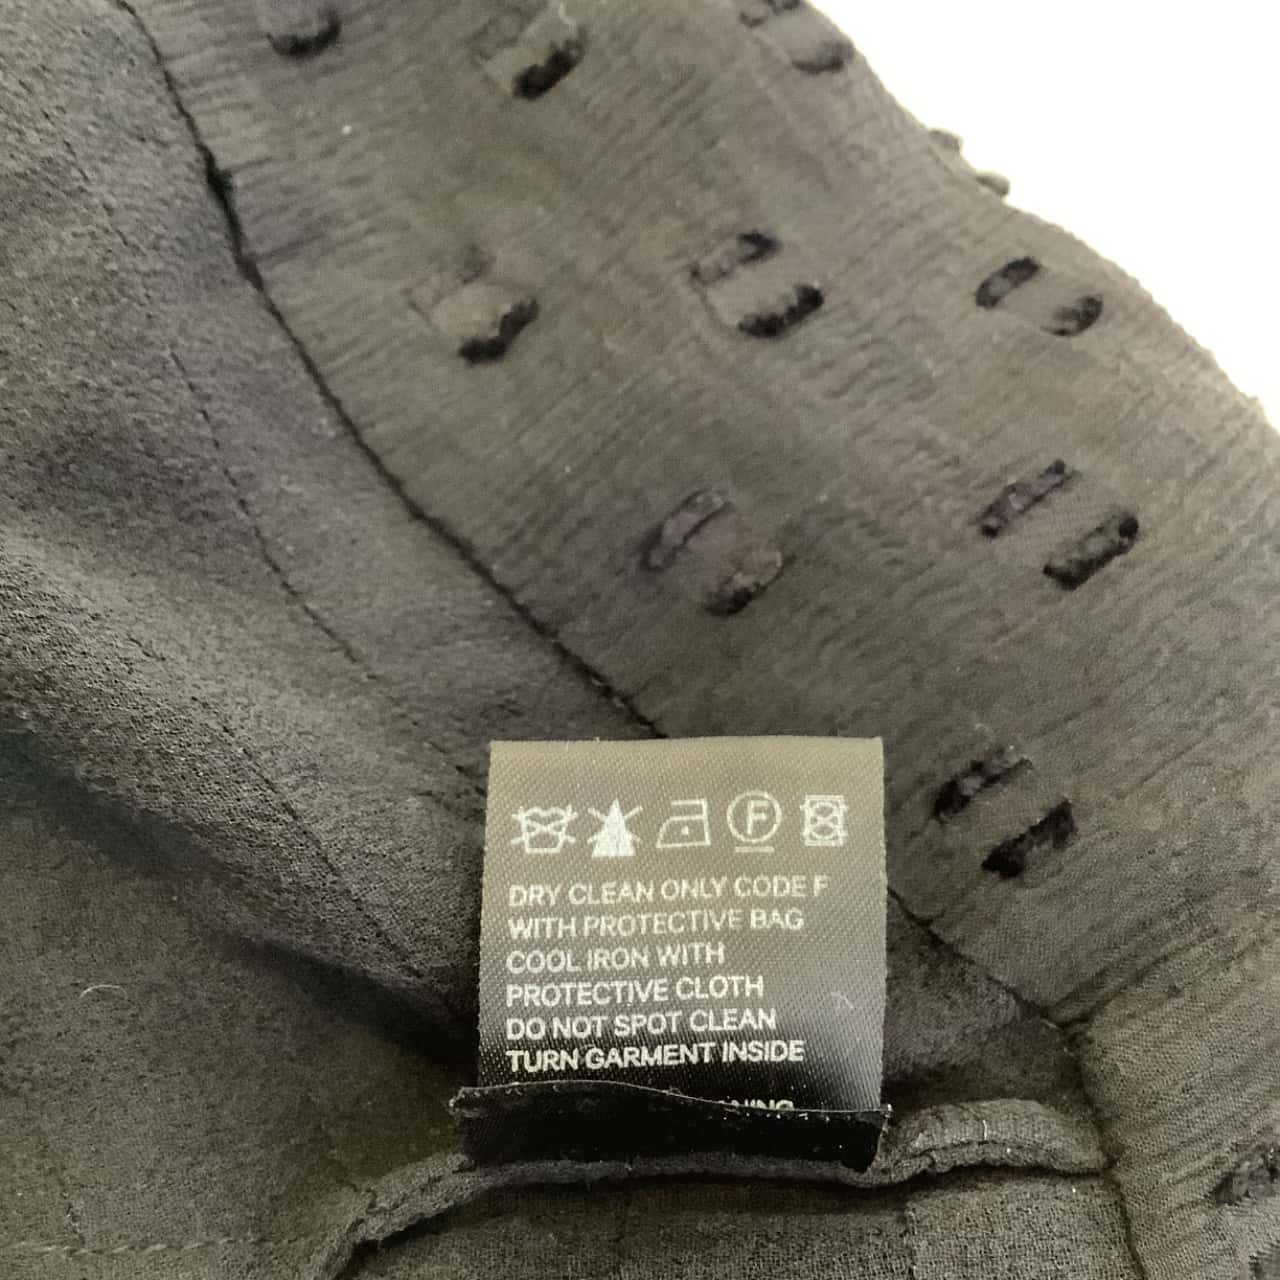 F
DRY CLEAN ONLY CODE F
WITH PROTECTIVE BAG
COOL IRON WITH
PROTECTIVE CLOTH
DO NOT SPOT CLEAN
TURN GARMENT INSIDE